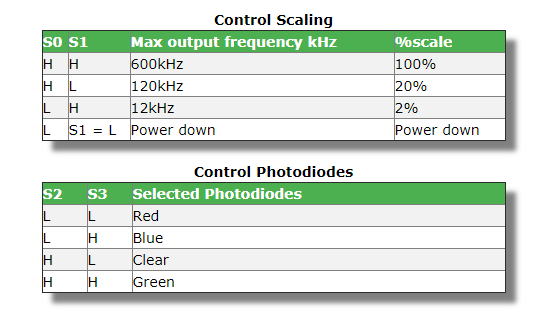 Control Scaling
S0 S1 Max output frequency kHz %scale
H H 600kHz 100%
H L 120kHz 20%
L H 12kHz 2%
L S1 = L Power down Power down
Control Photodiodes
S2 S3 Selected Photodiodes
L L Red
L H Blue
H L Clear
H H Green